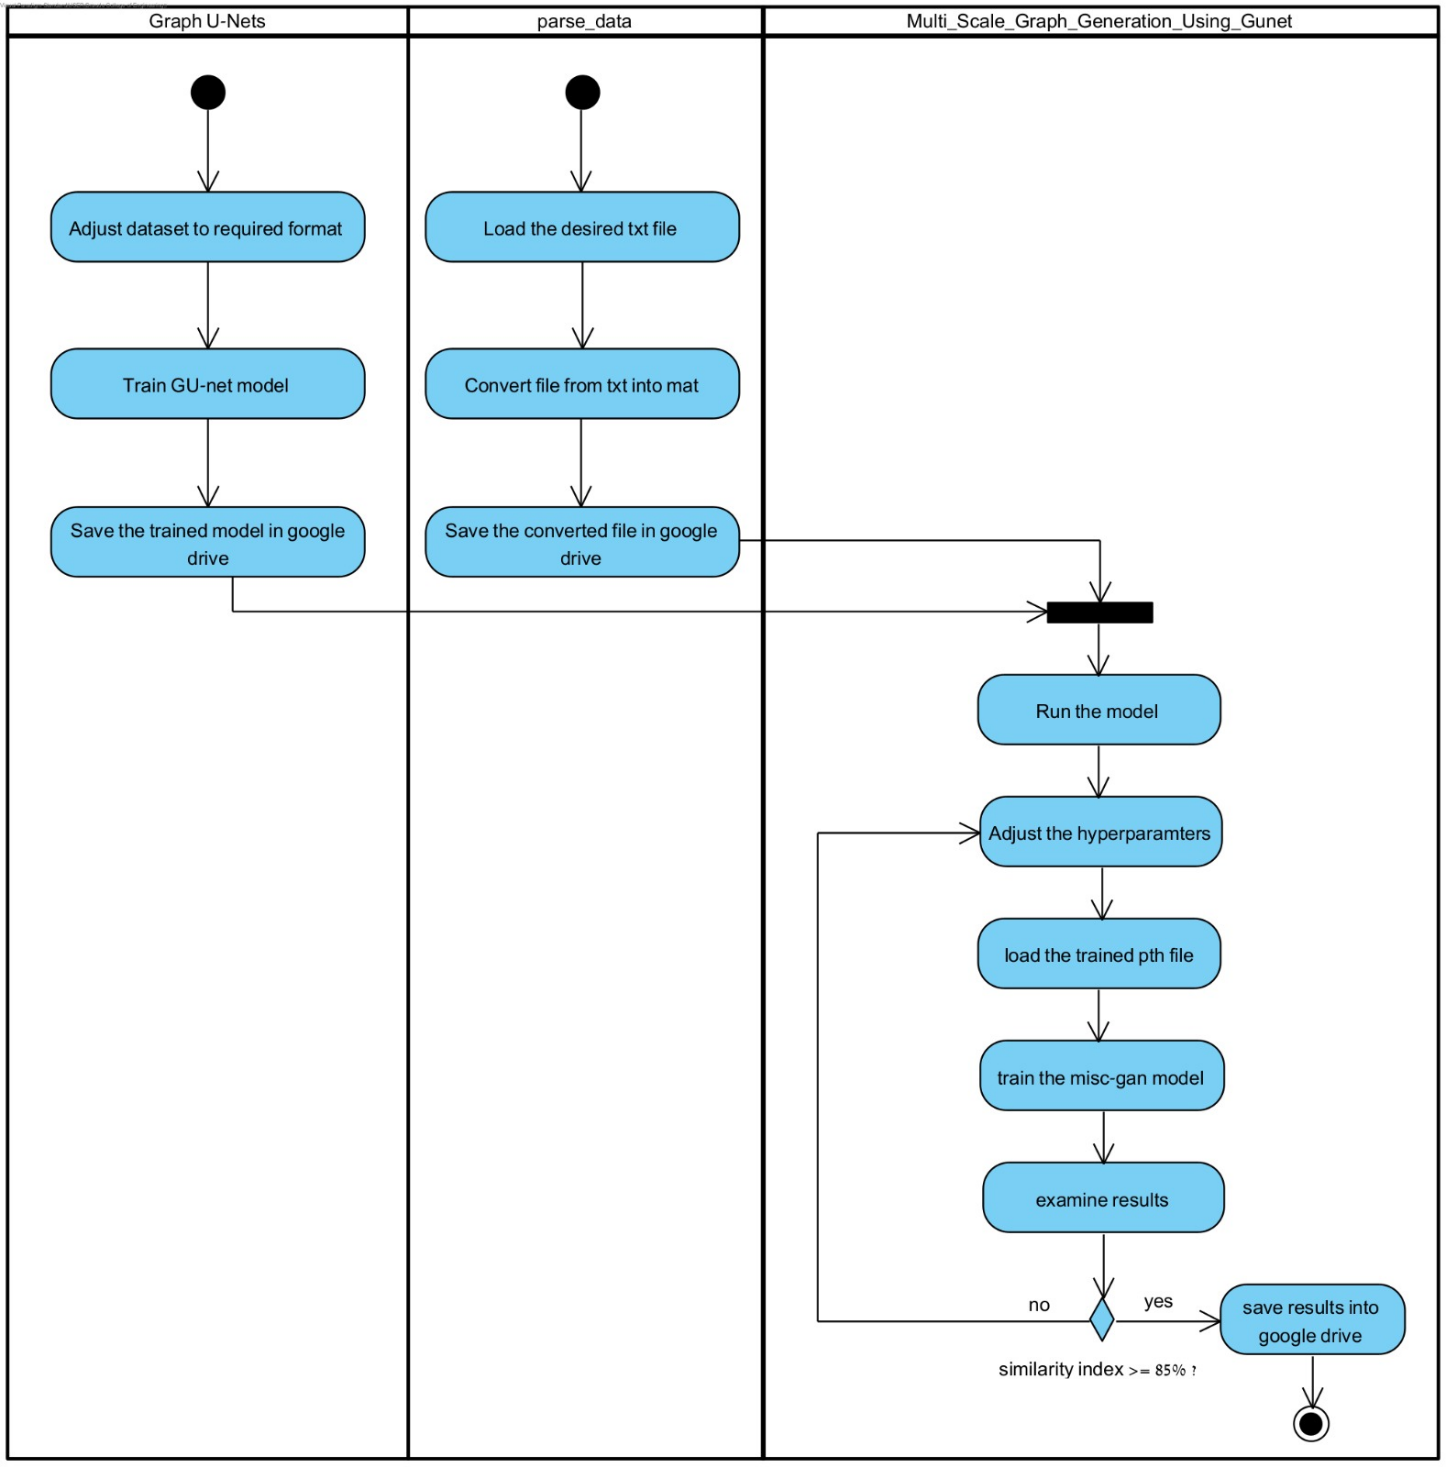 Graph U-Nets
parse_data
Multi_Scale_Graph_Generation_Using_Gunet
Adjust dataset to required format
Load the desired txt file
Train GU-net model
Convert file from txt into mat
Save the trained model in google
drive
Save the converted file in google
drive
Run the model
Adjust the hyperparamters
load the trained pth file
train the misc-gan model
examine results
no
yes
save results into
google drive
similarity index >= 85% ?